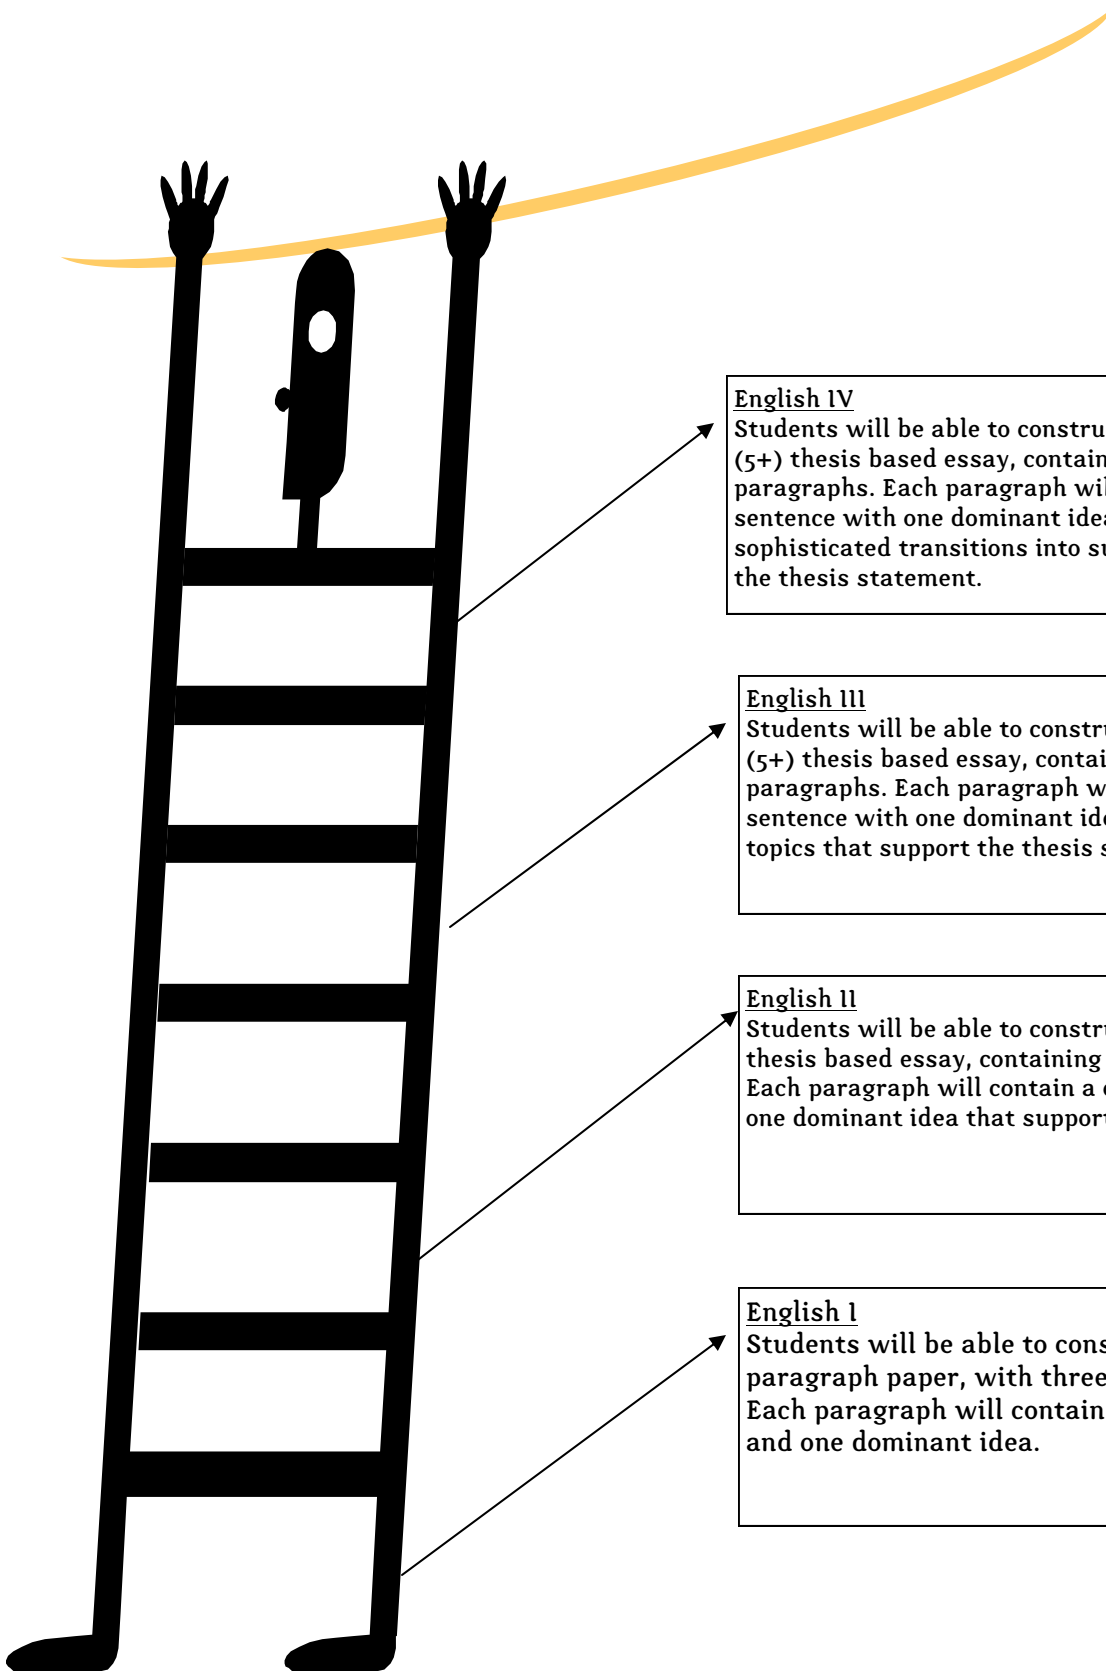 English IV
Students will be able to constru
(5+) thesis based essay, contain
paragraphs. Each paragraph wil
sentence with one dominant idea
sophisticated transitions into su
the thesis statement.
English III
Students will be able to constru
(5+) thesis based essay, contai
paragraphs. Each paragraph w
sentence with one dominant ide
topics that support the thesis s
English II
Students will be able to constru
thesis based essay, containing
Each paragraph will contain a
one dominant idea that support
English I
Students will be able to cons
paragraph paper, with three
Each paragraph will contain
and one dominant idea.